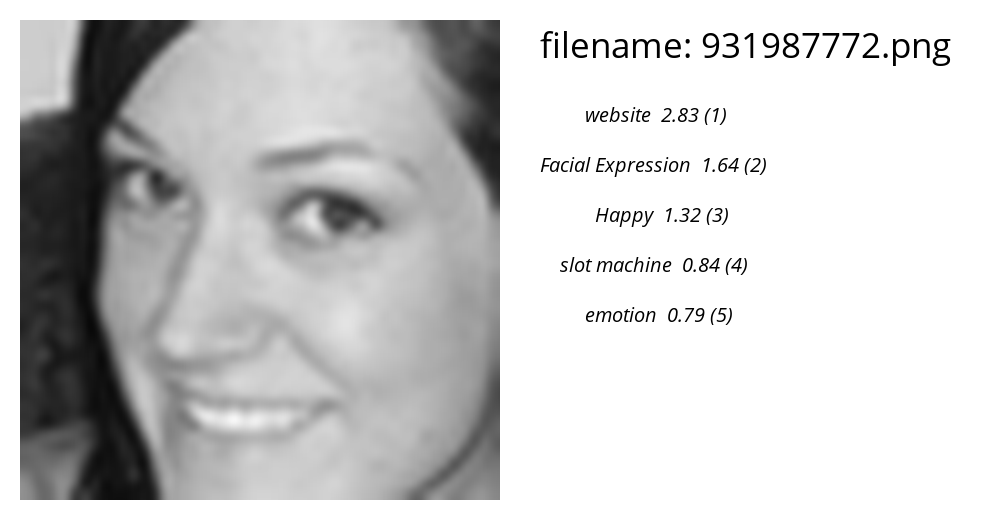 filename: 931987772.png
website 2.83 (1)
Facial Expression 1.64 (2)
Happy 1.32 (3)
slot machine 0.84 (4)
emotion 0.79 (5)